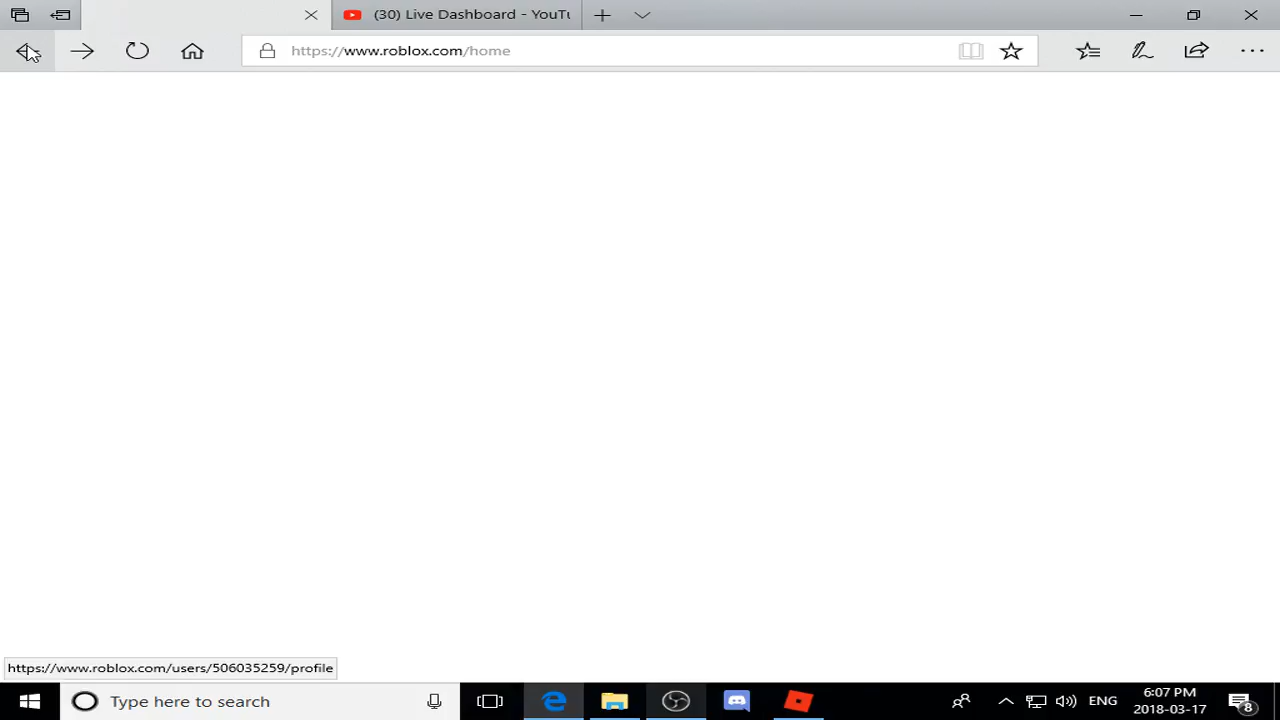 (30) Live Dashboard - YouTu
https://www.roblox.com/home
https://www.roblox.com/users/506035259/profile
Type here to search
ENG
6:07 PM
2018-03-17
8